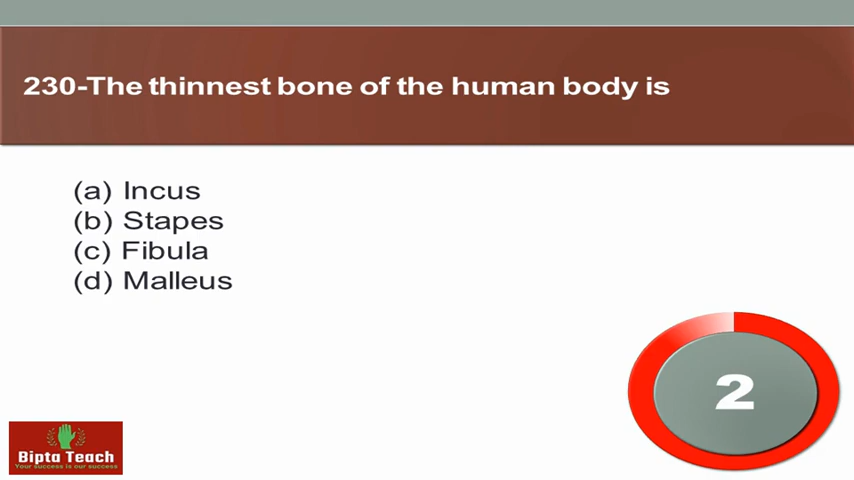 230-The thinnest bone of the human body is
(a) Incus
(b) Stapes
(c) Fibula
(d) Malleus
2
Bipta Teach
Your success is our success